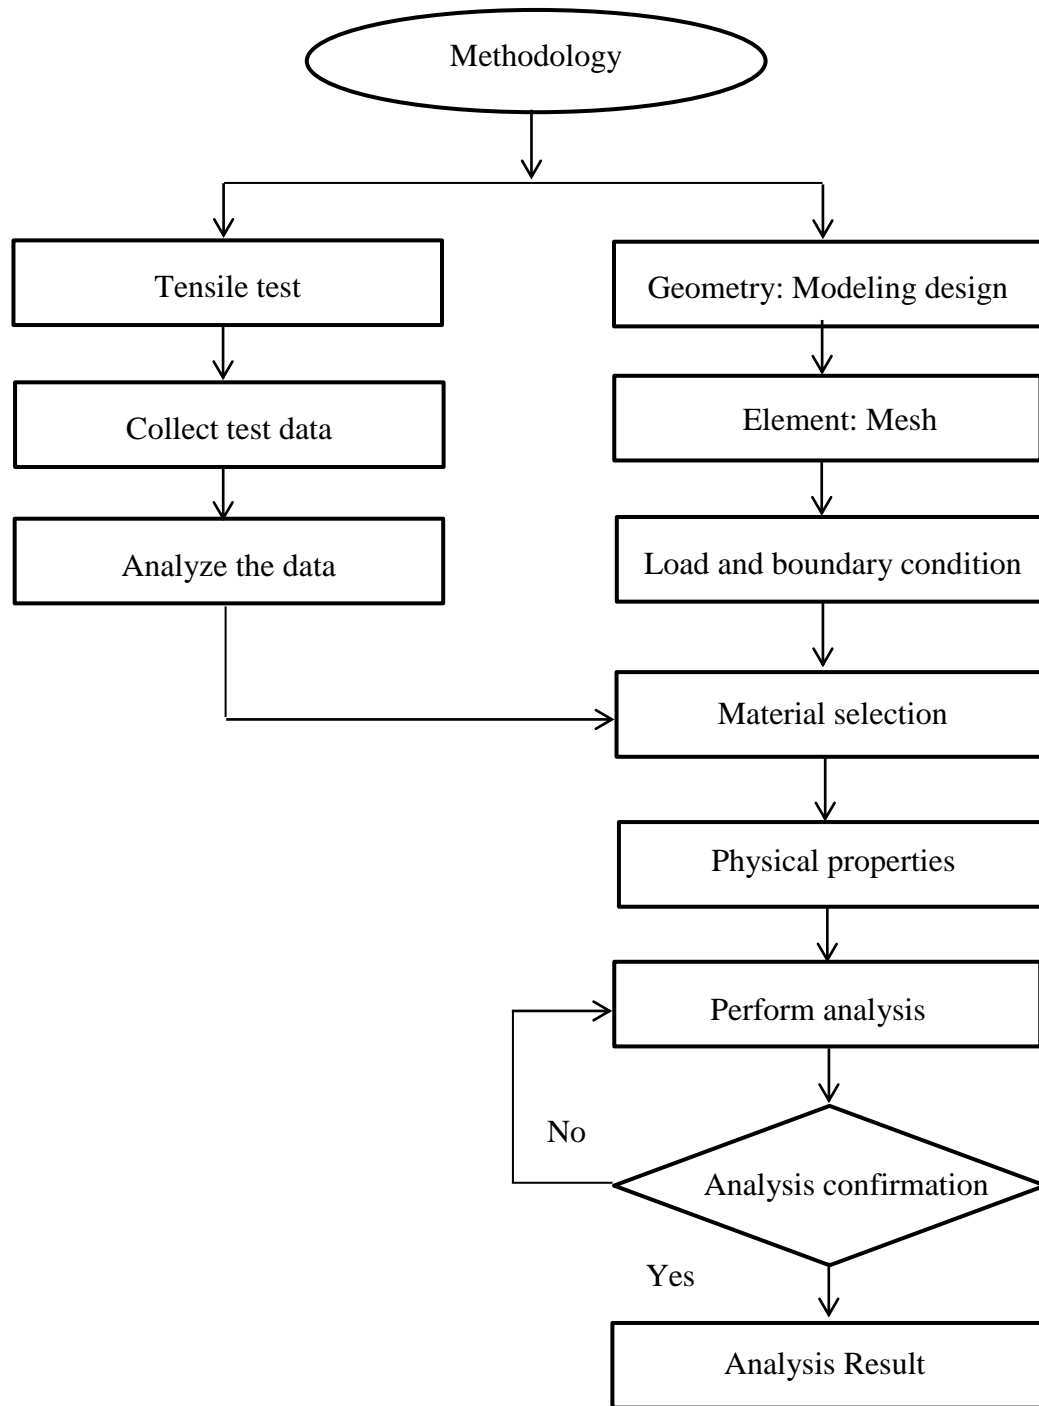 Methodology
Tensile test
Geometry: Modeling design
Collect test data
Element: Mesh
Analyze the data
Load and boundary condition
Material selection
Physical properties
Perform analysis
No
Analysis confirmation
Yes
Analysis Result